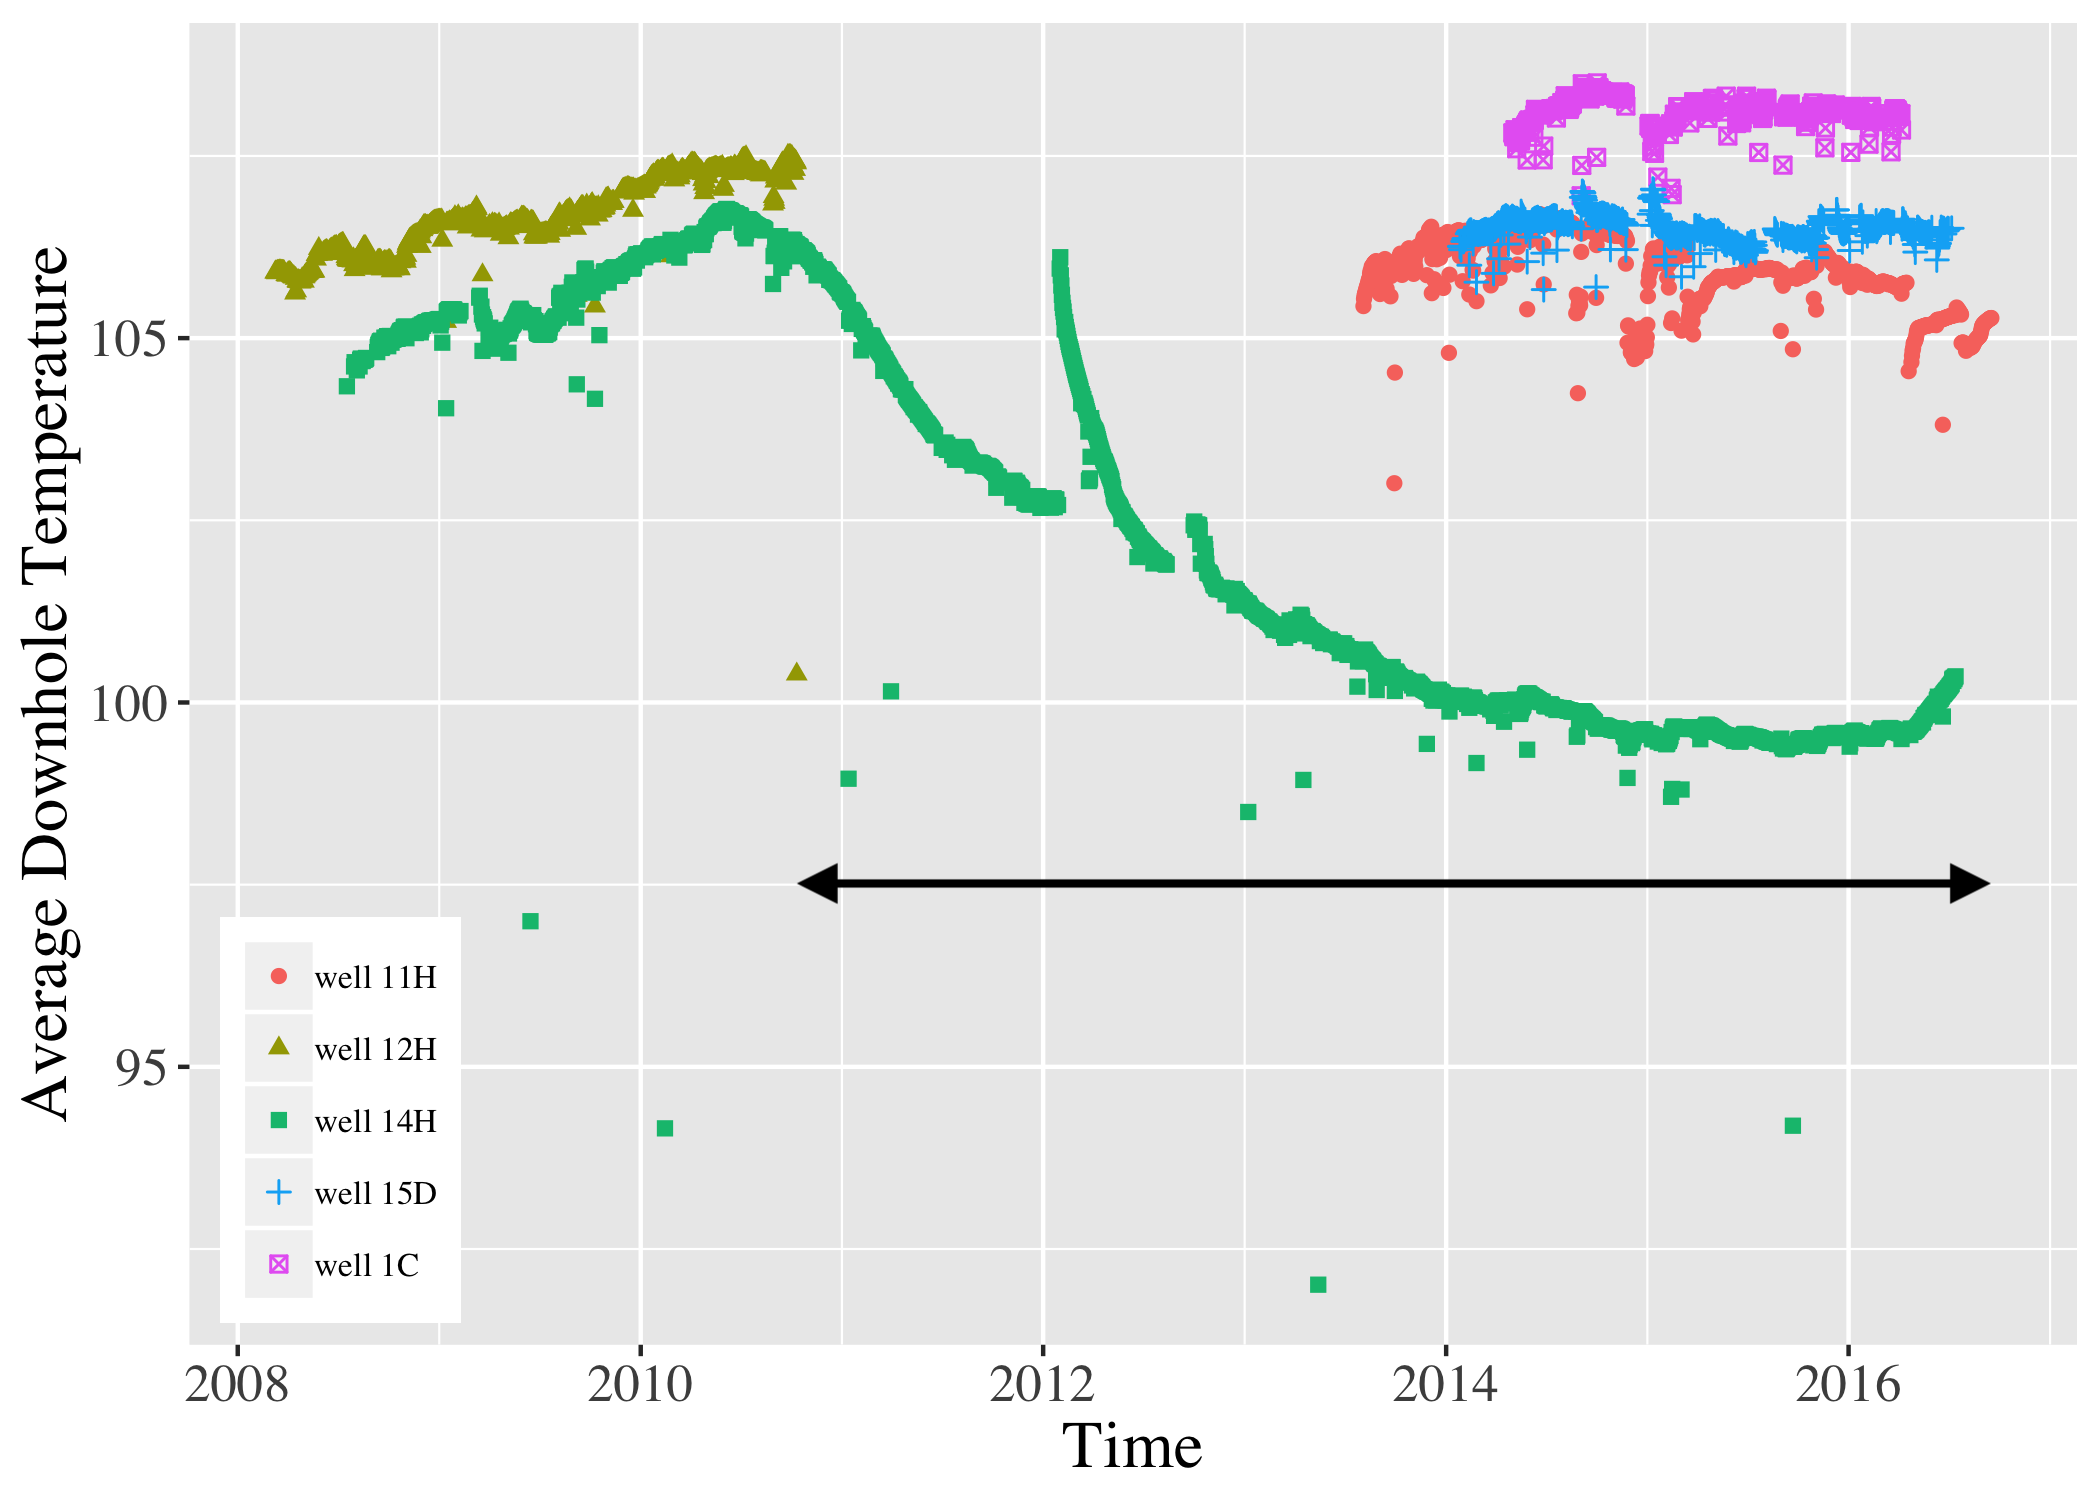 Average Downhole Temperature
105
100
95
well 11H
well 12H
well 14H
well 15D
well 1C
2008 2010 2012 2014 2016
Time